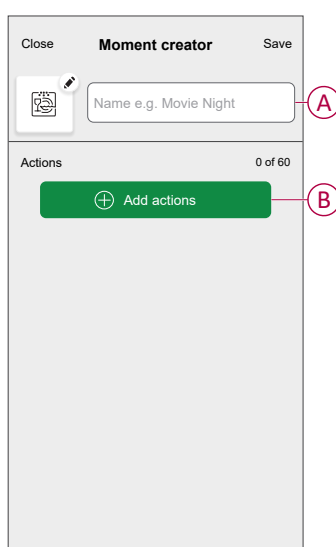 Close Moment creator Save
Name e.g. Movie Night
A
Actions 0 of 60
Add actions
B